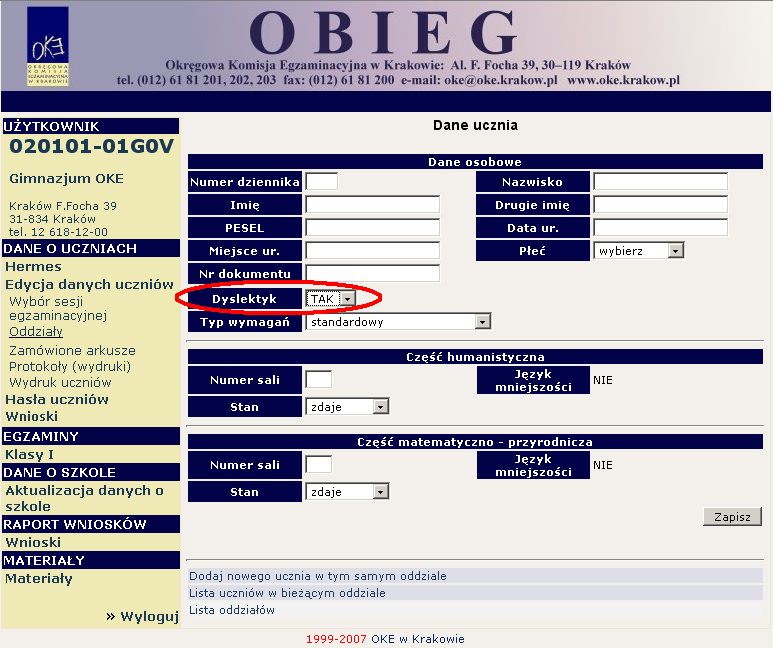 OKE
OKRĘGOWA
KOMISJA
EGZAMINACYJNA
W KRAKOWIE
OBIEG
Okręgowa Komisja Egzaminacyjna w Krakowie: Al. F. Focha 39, 30–119 Kraków
tel. (012) 61 81 201, 202, 203 fax: (012) 61 81 200 e-mail: oke@oke.krakow.pl www.oke.krakow.pl
UŻYTKOWNIK
020101-01G0V
Gimnazjum OKE
Kraków F.Focha 39
31-834 Kraków
tel. 12 618-12-00
DANE O UCZNIACH
Hermes
Edycja danych uczniów
Wybór sesji
egzaminacyjnej
Oddziały
Zamówione arkusze
Protokoły (wydruki)
Wydruk uczniów
Hasła uczniów
Wnioski
EGZAMINY
Klasy I
DANE O SZKOLE
Aktualizacja danych o
szkole
RAPORT WNIOSKÓW
Wnioski
MATERIAŁY
Materiały
» Wyloguj
Dane ucznia
Dane osobowe
Numer dziennika
Nazwisko
Imię
Drugie imię
PESEL
Data ur.
Miejsce ur.
Płeć wybierz
Nr dokumentu
Dyslektyk TAK
Typ wymagań standardowy
Część humanistyczna
Numer sali
Język
mniejszości NIE
Stan zdaje
Część matematyczno - przyrodnicza
Numer sali
Język
mniejszości NIE
Stan zdaje
Zapisz
Dodaj nowego ucznia w tym samym oddziale
Lista uczniów w bieżącym oddziale
Lista oddziałów
1999-2007 OKE w Krakowie